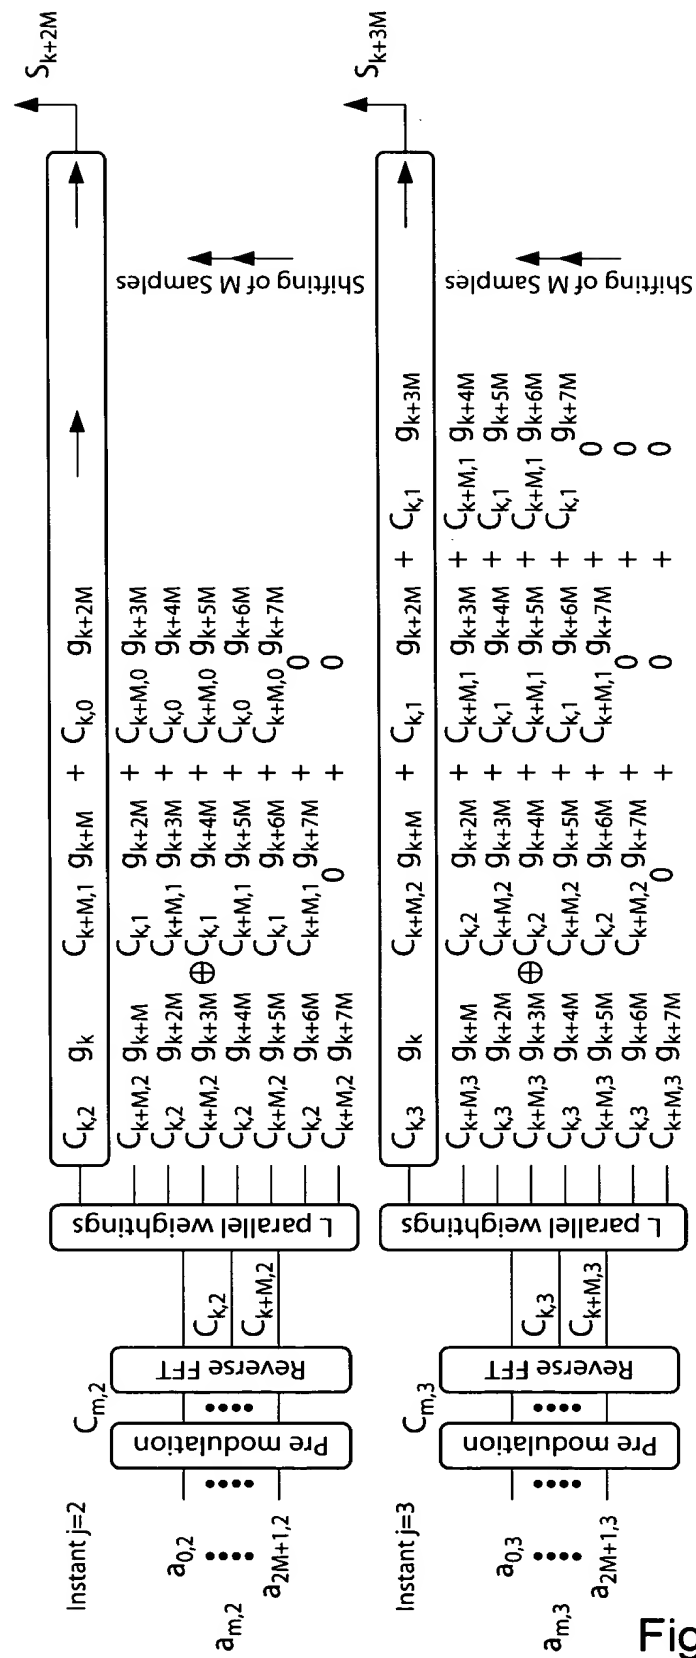 Instant j=2
a0,2
am,2
a2M+1,2
Pre modulation
Cm,2
Reverse FFT
Ck,2
Ck+M,2
L parallel weightings
Ck,2 gk Ck+M,1 gk+M + Ck,0 gk+2M
Ck+M,2 gk+M Ck,1 gk+2M + Ck+M,0 gk+3M
Ck,2 gk+2M Ck+M,1 gk+3M + Ck,0 gk+4M
Ck+M,2 gk+3M ⊕ Ck,1 gk+4M + Ck+M,0 gk+5M
Ck,2 gk+4M Ck+M,1 gk+5M + Ck,0 gk+6M
Ck+M,2 gk+5M Ck,1 gk+6M + Ck+M,0 gk+7M
Ck,2 gk+6M Ck+M,1 gk+7M + 0
Ck+M,2 gk+7M 0 + 0
Shifting of M Samples
Sk+2M
Instant j=3
a0,3
am,3
a2M+1,3
Pre modulation
Cm,3
Reverse FFT
Ck,3
Ck+M,3
L parallel weightings
Ck,3 gk Ck+M,2 gk+M + Ck,1 gk+2M + Ck,1 gk+3M
Ck+M,3 gk+M Ck,2 gk+2M + Ck+M,1 gk+3M + Ck+M,1 gk+4M
Ck,3 gk+2M Ck+M,2 gk+3M + Ck,1 gk+4M + Ck,1 gk+5M
Ck+M,3 gk+3M ⊕ Ck,2 gk+4M + Ck+M,1 gk+5M + Ck+M,1 gk+6M
Ck,3 gk+4M Ck+M,2 gk+5M + Ck,1 gk+6M + Ck,1 gk+7M
Ck+M,3 gk+5M Ck,2 gk+6M + Ck+M,1 gk+7M + 0
Ck,3 gk+6M Ck+M,2 gk+7M + 0 + 0
Ck+M,3 gk+7M 0 + 0 + 0
Shifting of M Samples
Sk+3M
Fig